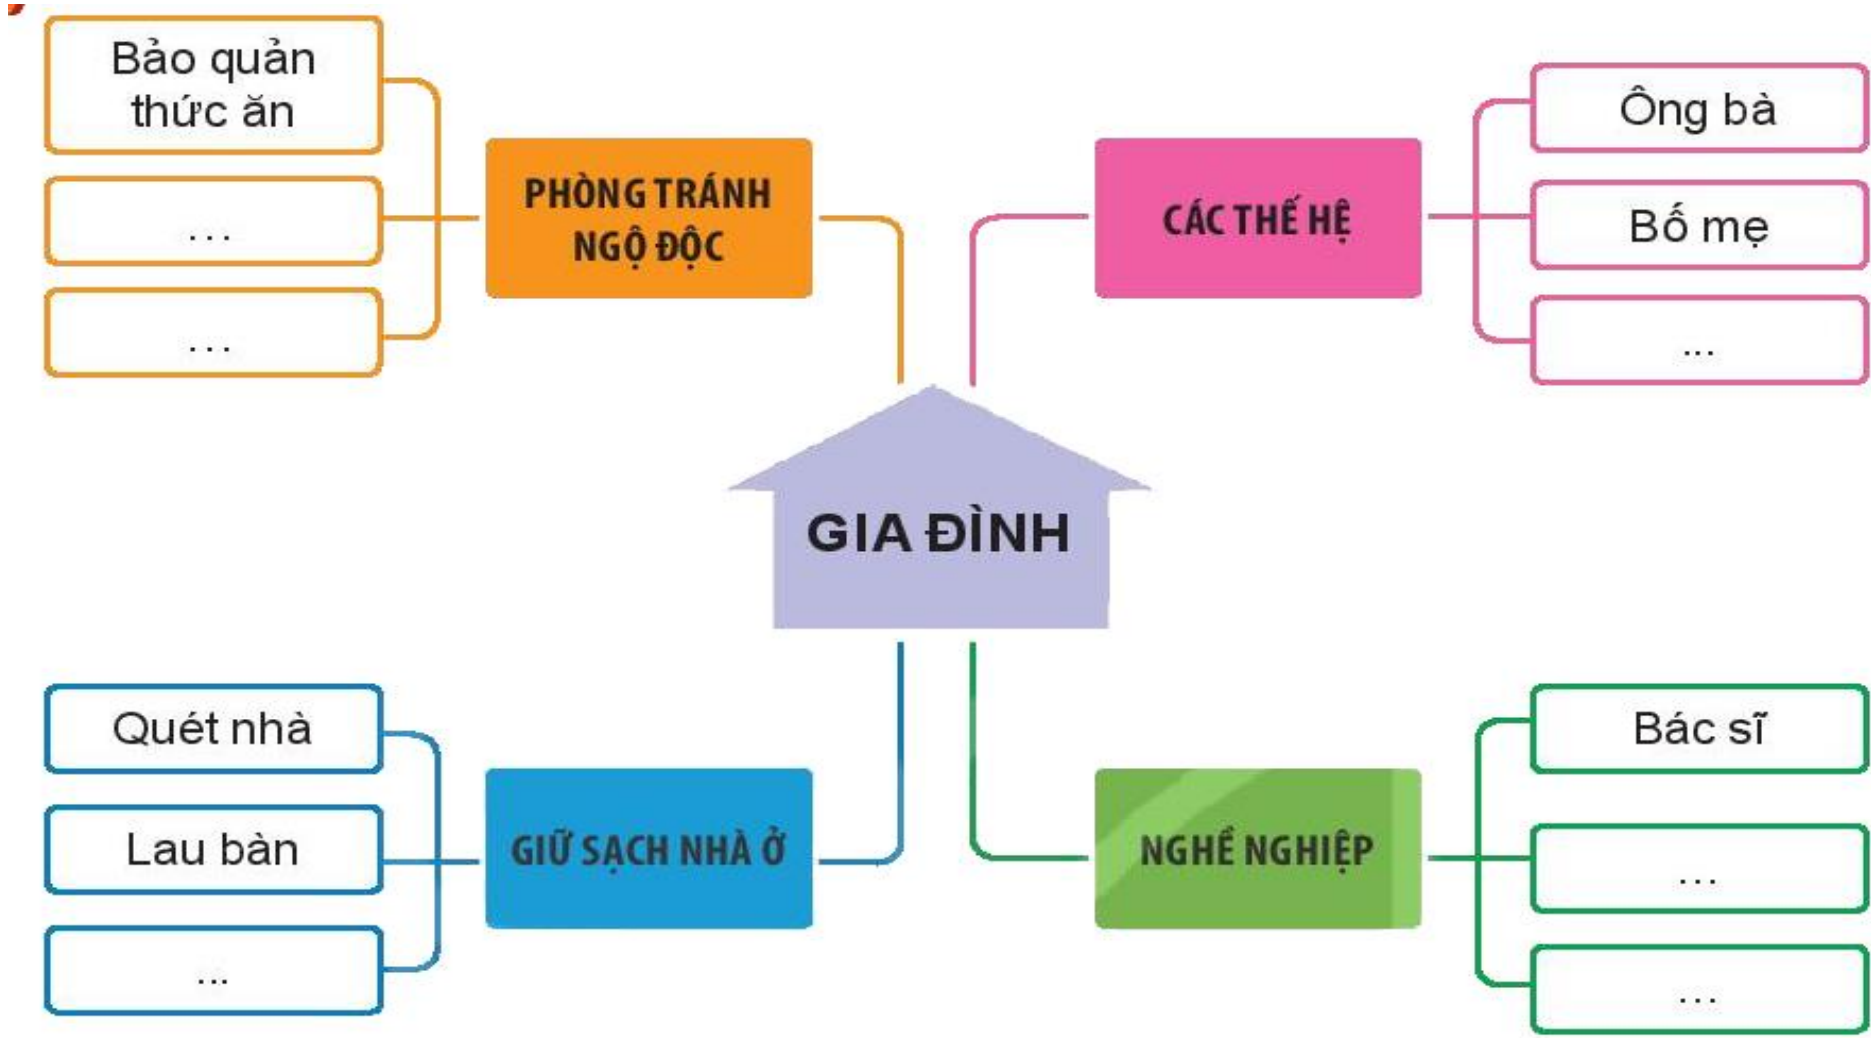 Bảo quản
thức ăn
...
...
PHÒNG TRÁNH
NGỘ ĐỘC
CÁC THẾ HỆ
Ông bà
Bố mẹ
...
GIA ĐÌNH
Quét nhà
Lau bàn
...
GIỮ SẠCH NHÀ Ở
NGHỀ NGHIỆP
Bác sĩ
...
...